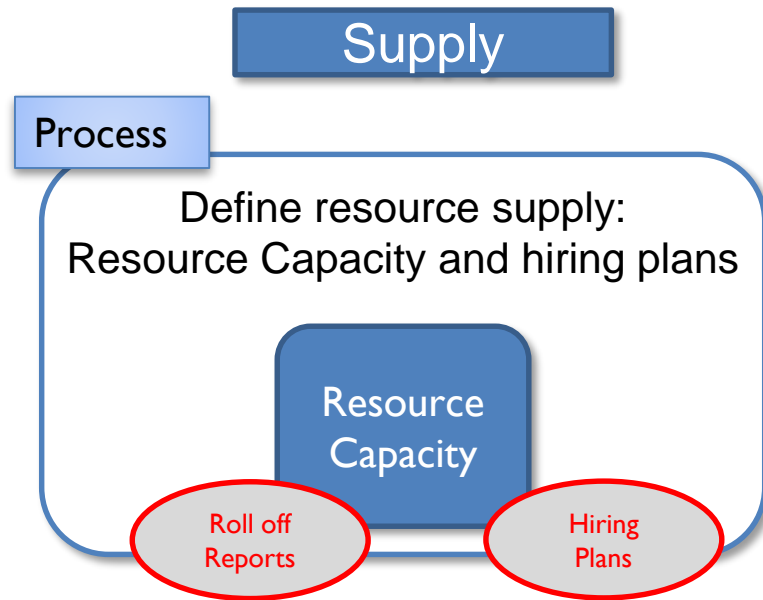 Supply
Process
Define resource supply:
Resource Capacity and hiring plans
Resource
Capacity
Roll off
Reports
Hiring
Plans